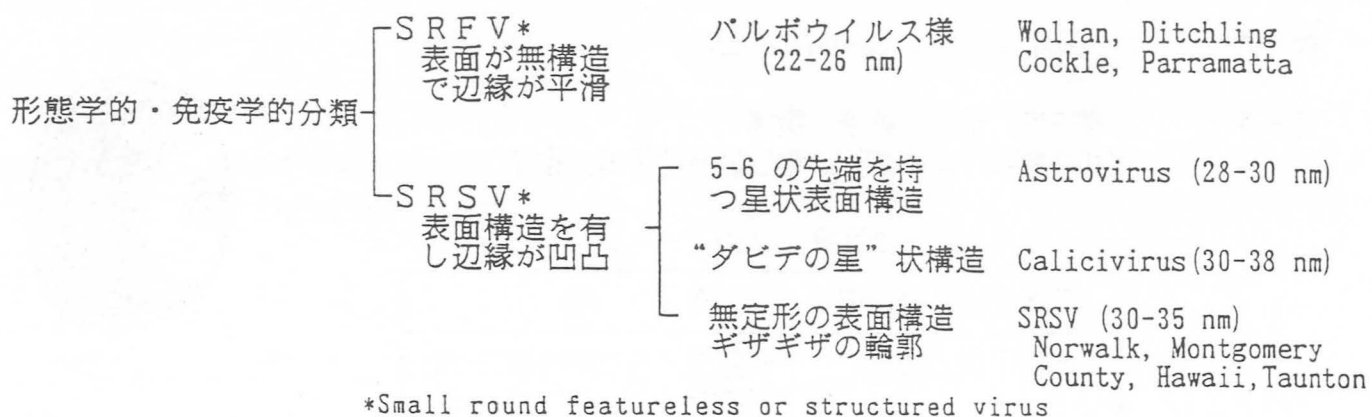 SRFV*
表面が無構造
で辺縁が平滑
パルボウイルス様
(22-26 nm)
Wollan, Ditchling
Cockle, Parramatta
形態学的・免疫学的分類
SRSV*
表面構造を有
し辺縁が凹凸
5-6 の先端を持
つ星状表面構造
Astrovirus (28-30 nm)
“ダビデの星”状構造
Calicivirus(30-38 nm)
無定形の表面構造
ギザギザの輪郭
SRSV (30-35 nm)
Norwalk, Montgomery
County, Hawaii,Taunton
*Small round featureless or structured virus